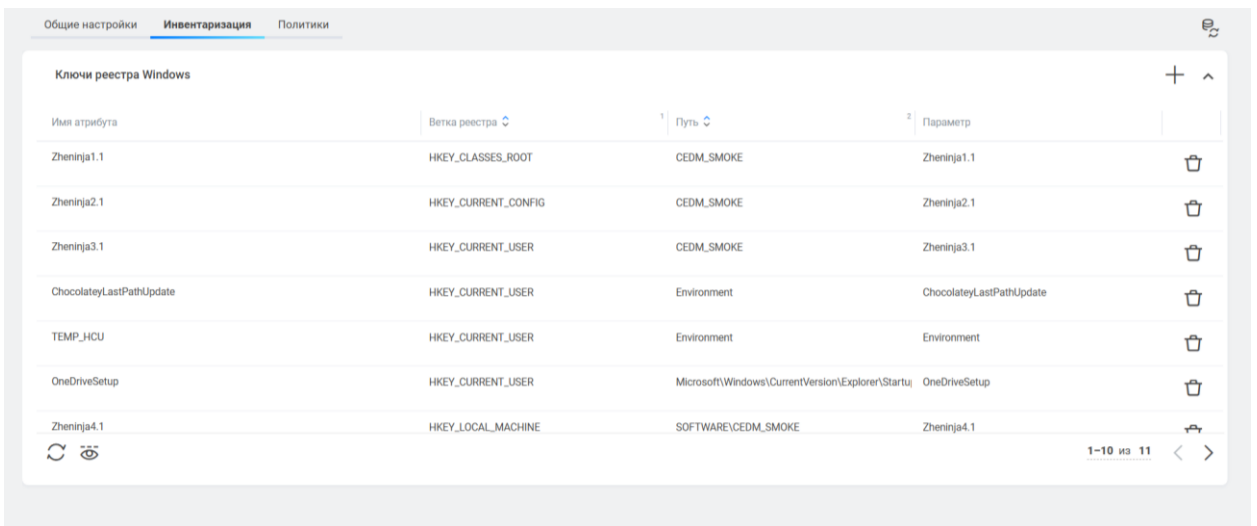 Общие настройки Инвентаризация Политики
Ключи реестра Windows
Имя атрибута Ветка реестра 1 Путь 2 Параметр
Zheninja1.1 HKEY_CLASSES_ROOT CEDM_SMOKE Zheninja1.1
Zheninja2.1 HKEY_CURRENT_CONFIG CEDM_SMOKE Zheninja2.1
Zheninja3.1 HKEY_CURRENT_USER CEDM_SMOKE Zheninja3.1
ChocolateyLastPathUpdate HKEY_CURRENT_USER Environment ChocolateyLastPathUpdate
TEMP_HCU HKEY_CURRENT_USER Environment Environment
OneDriveSetup HKEY_CURRENT_USER Microsoft\Windows\CurrentVersion\Explorer\Startu OneDriveSetup
Zheninja4.1 HKEY_LOCAL_MACHINE SOFTWARE\CEDM_SMOKE Zheninja4.1
1–10 из 11